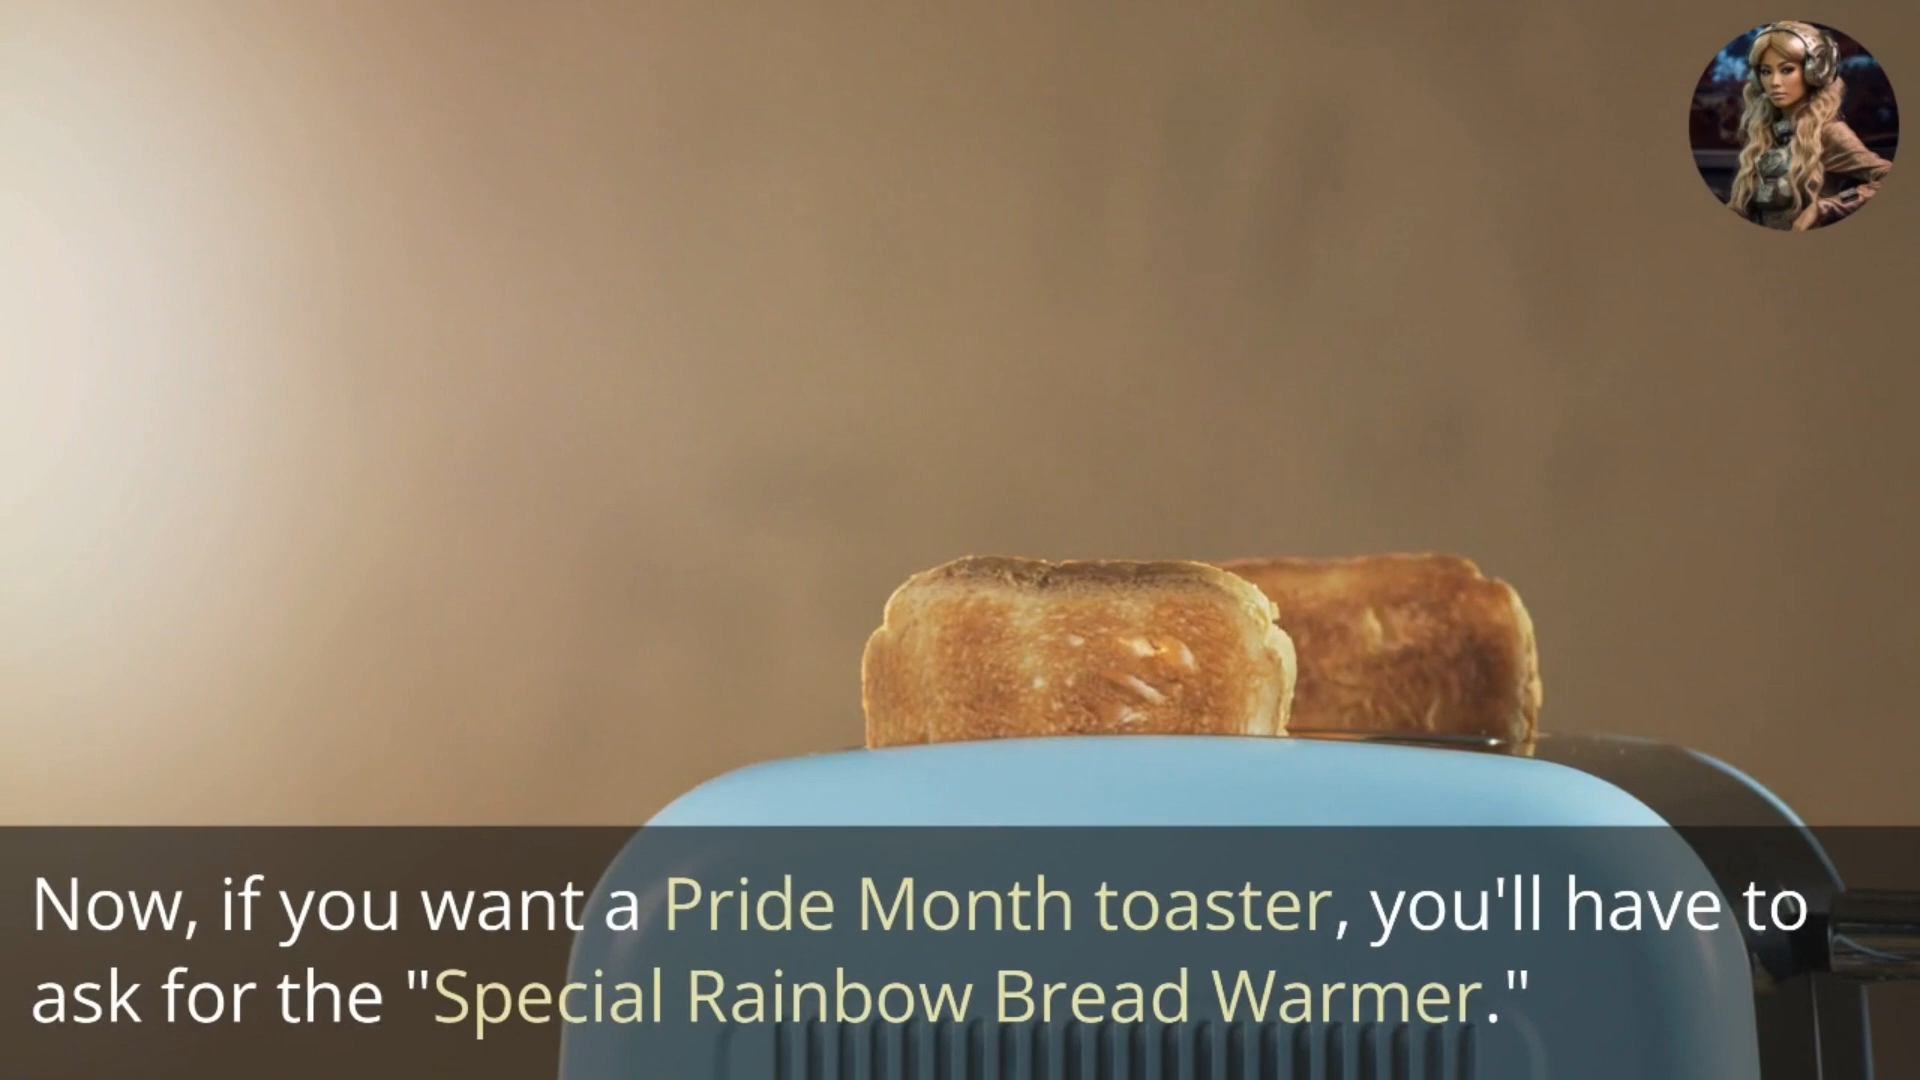 Now, if you want a Pride Month toaster, you'll have to
ask for the "Special Rainbow Bread Warmer."